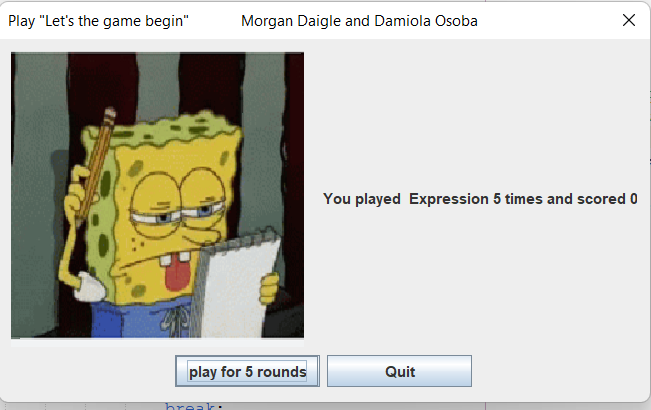 Play "Let's the game begin" Morgan Daigle and Damiola Osoba
You played Expression 5 times and scored 0
play for 5 rounds Quit
break;